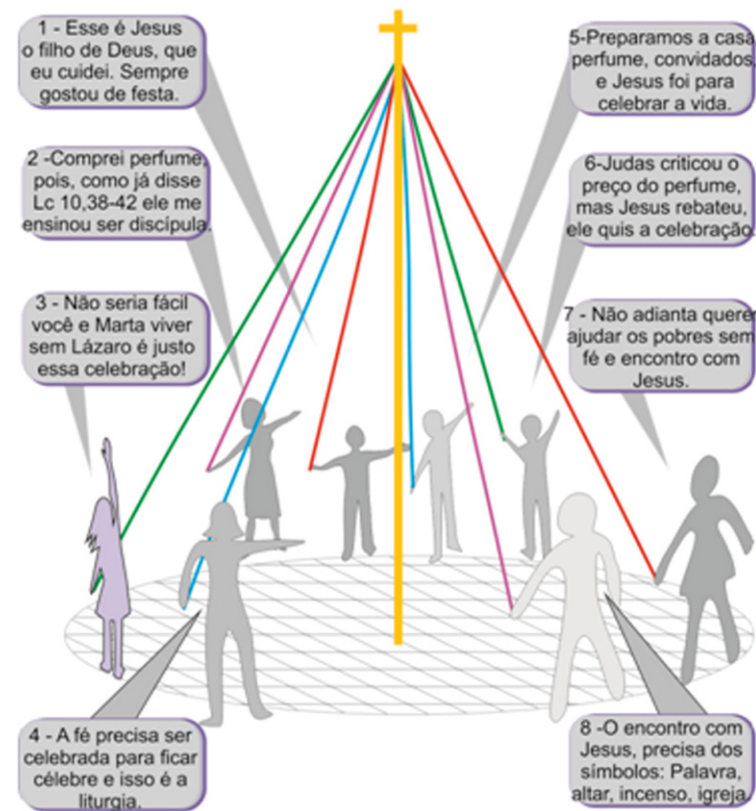 1 - Esse é Jesus
o filho de Deus, que
eu cuidei. Sempre
gostou de festa.
2 -Comprei perfume,
pois, como já disse
Lc 10,38-42 ele me
ensinou ser discípula.
3 - Não seria fácil
você e Marta viver
sem Lázaro é justo
essa celebração!
4 - A fé precisa ser
celebrada para ficar
célebre e isso é a
liturgia.
5-Preparamos a casa
perfume, convidados,
e Jesus foi para
celebrar a vida.
6-Judas criticou o
preço do perfume,
mas Jesus rebateu,
ele quis a celebração.
7 - Não adianta querer
ajudar os pobres sem
fé e encontro com
Jesus.
8 -O encontro com
Jesus, precisa dos
símbolos: Palavra,
altar, incenso, igreja.